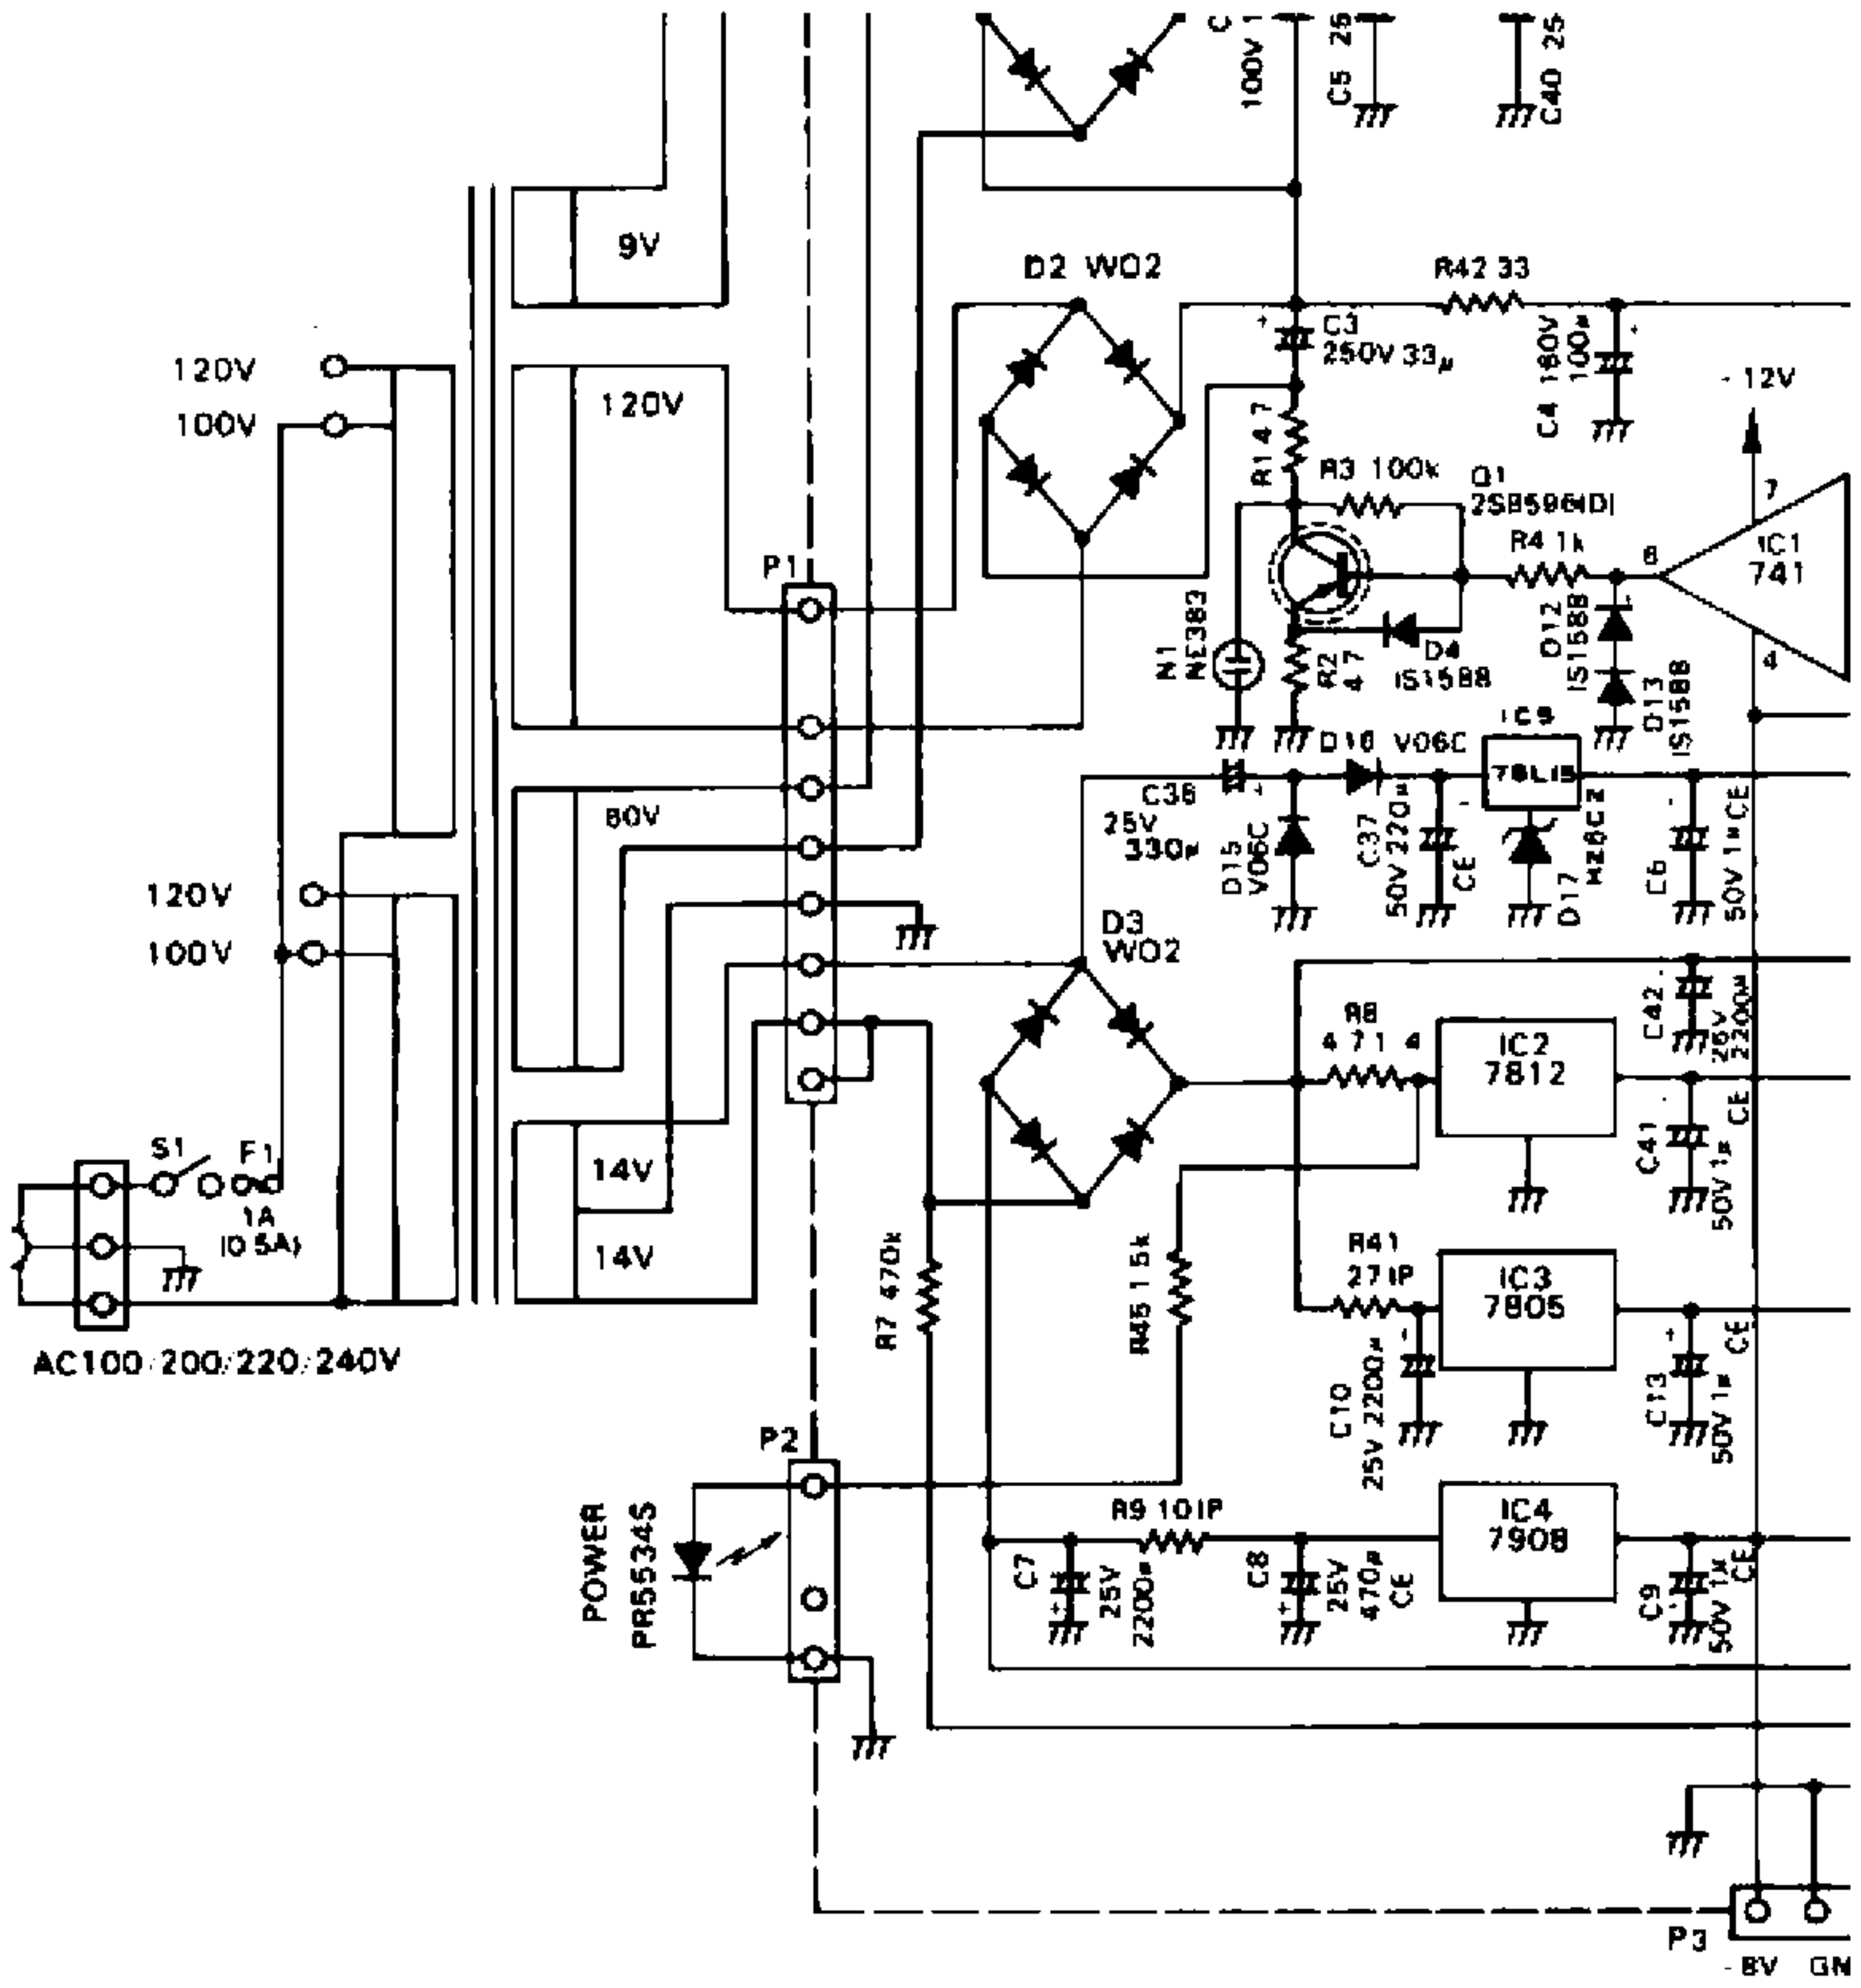 100V 1
C5 25
C40 25
9V
D2 WO2
R42 33
C3
250V 33µ
C4 160V
100µ
120V
100V
120V
- 12V
R1 4 7
R3 100k
Q1
2SB596(D)
R4 1k
6
7
IC1
741
4
P1
N1
NE383
R2
47
D4
IS1588
D12
IS1588
D13
IS1588
80V
C36
25V
330µ
D16 V06C
IC9
78L15
D15
V06C
C37
50V 220µ
CE
D17
C6
50V 1µ CE
120V
100V
D3
WO2
R8
4 71 4
IC2
7812
C42
25V
2200µ
C41
50V 1µ
CE
S1
F1
1A
(0 5A)
14V
14V
R7 470k
R45 1 5k
R41
27 1P
IC3
7805
C10
25V 2200µ
C13
50V 1µ
CE
AC100/200/220/240V
P2
POWER
PR5534S
R9 10 1P
C7
25V
2200µ
C8
25V
470µ
CE
IC4
7908
C9
50V 1µ
CE
P3
- 8V
GN